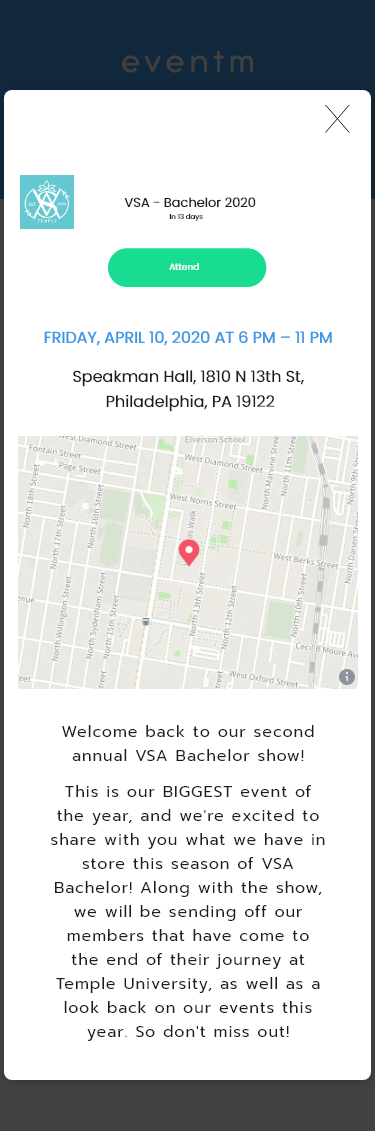 eventm
VSA - Bachelor 2020
in 13 days
VSA
TEMPLE
Attend
FRIDAY, APRIL 10, 2020 AT 6 PM – 11 PM
Speakman Hall, 1810 N 13th St,
Philadelphia, PA 19122
West Diamond Street
Elverson School
Fountain Street
Page Street
West Diamond Street
West Norris Street
North Marvine Street
North 11th Street
North 9th Street
North 18th Street
North 17th Street
North 16th Street
West Berks Street
North Darien Street
North Willington Street
North Sydenham Street
North 15th Street
North 13th Street
North 12th Street
North 10th Street
Cecil B Moore Avenue
West Oxford Street
Welcome back to our second
annual VSA Bachelor show!
This is our BIGGEST event of
the year, and we're excited to
share with you what we have in
store this season of VSA
Bachelor! Along with the show,
we will be sending off our
members that have come to
the end of their journey at
Temple University, as well as a
look back on our events this
year. So don't miss out!